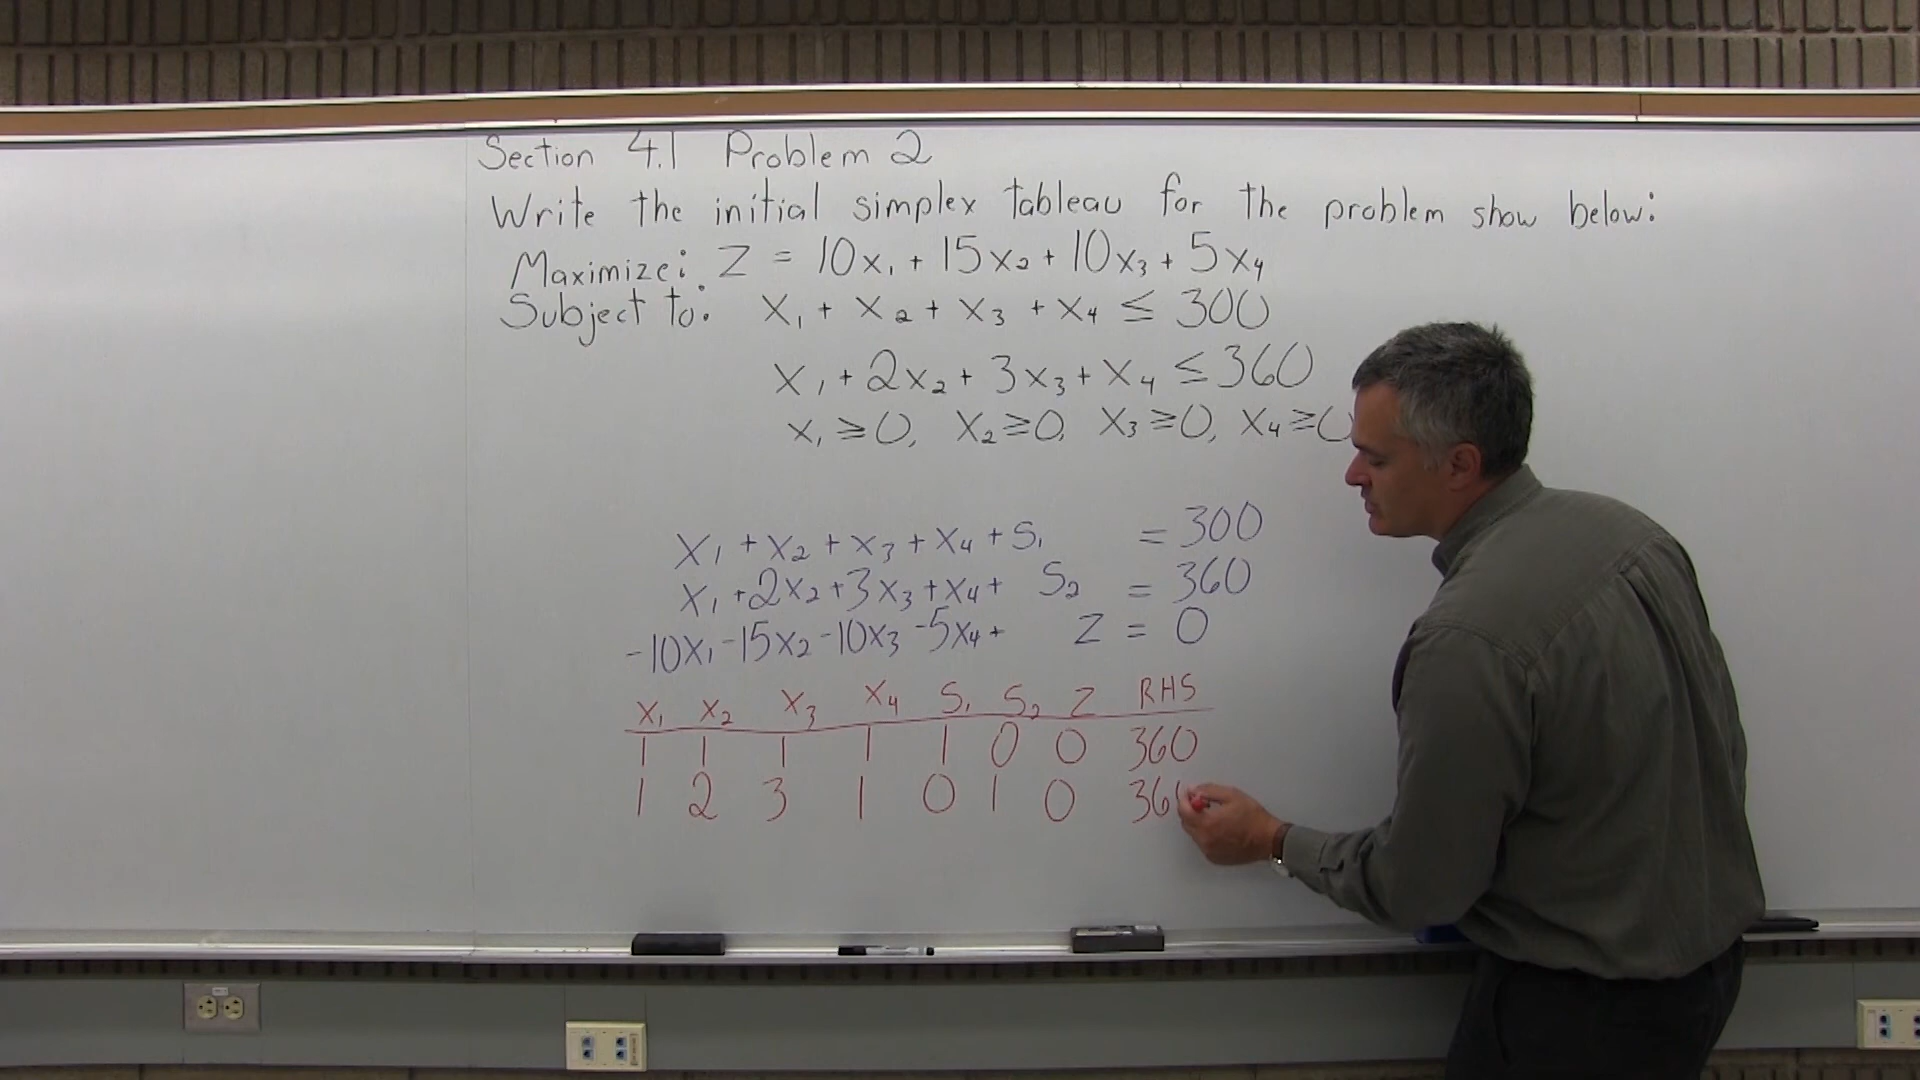 Section 4.1 Problem 2
Write the initial simplex tableau for the problem show below:
Maximize: Z = 10x₁ + 15x₂ + 10x₃ + 5x₄
Subject to: x₁ + x₂ + x₃ + x₄ ≤ 300
x₁ + 2x₂ + 3x₃ + x₄ ≤ 360
x₁ ≥ 0, x₂ ≥ 0, x₃ ≥ 0, x₄ ≥ 0
x₁ + x₂ + x₃ + x₄ + S₁ = 300
x₁ + 2x₂ + 3x₃ + x₄ + S₂ = 360
-10x₁ - 15x₂ - 10x₃ - 5x₄ + Z = 0
x₁ x₂ x₃ x₄ S₁ S₂ Z RHS
1 1 1 1 1 0 0 360
1 2 3 1 0 1 0 360